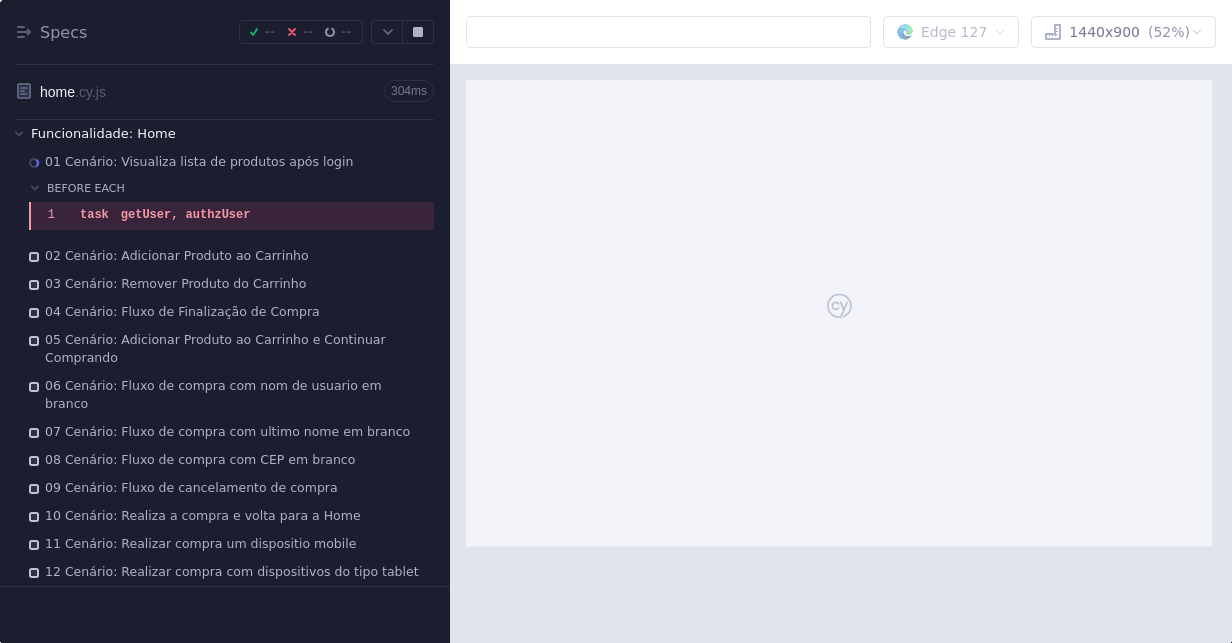 Specs
--
--
--
Edge 127
1440x900 (52%)
home.cy.js
304ms
Funcionalidade: Home
01 Cenário: Visualiza lista de produtos após login
BEFORE EACH
1 task getUser, authzUser
02 Cenário: Adicionar Produto ao Carrinho
03 Cenário: Remover Produto do Carrinho
04 Cenário: Fluxo de Finalização de Compra
05 Cenário: Adicionar Produto ao Carrinho e Continuar
Comprando
06 Cenário: Fluxo de compra com nome de usuario em
branco
07 Cenário: Fluxo de compra com ultimo nome em branco
08 Cenário: Fluxo de compra com CEP em branco
09 Cenário: Fluxo de cancelamento de compra
10 Cenário: Realiza a compra e volta para a Home
11 Cenário: Realizar compra um dispositio mobile
12 Cenário: Realizar compra com dispositivos do tipo tablet
cy